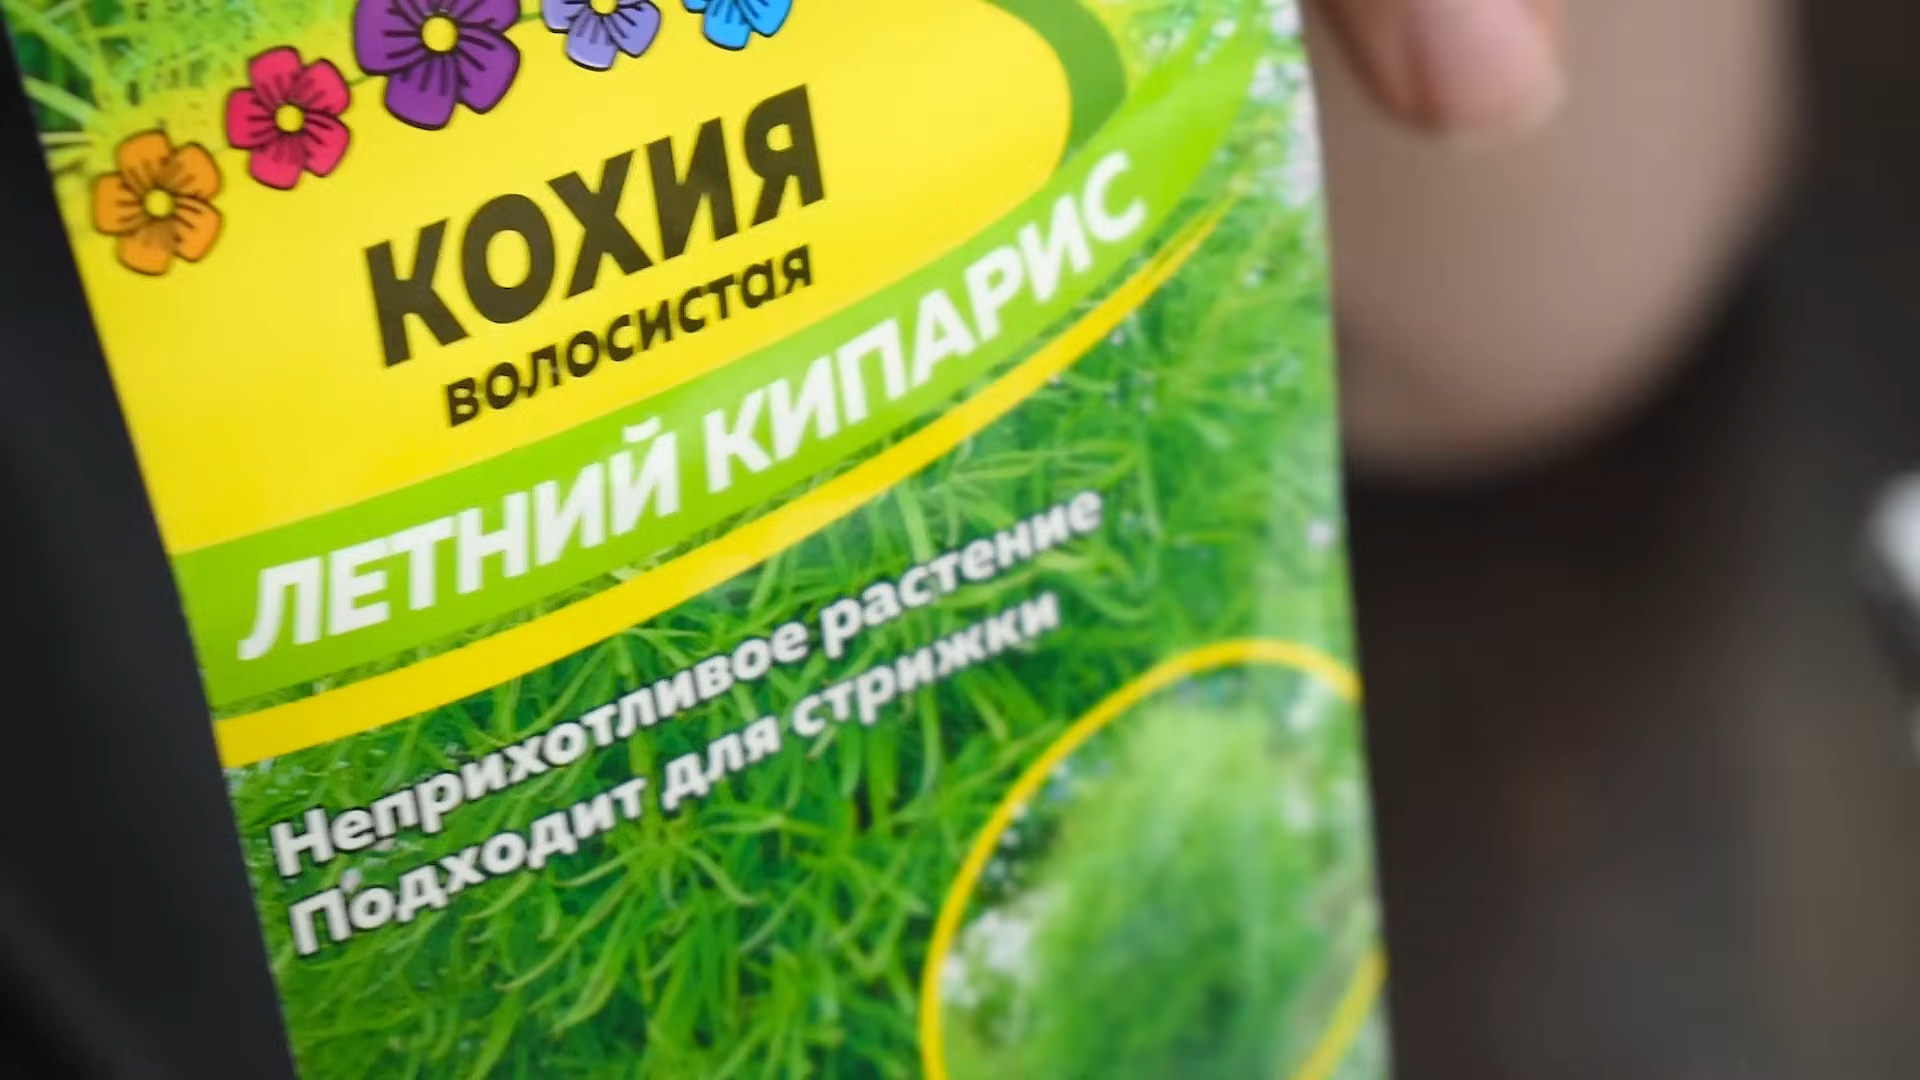 КОХИЯ
волосистая
ЛЕТНИЙ КИПАРИС
Неприхотливое растение
Подходит для стрижки